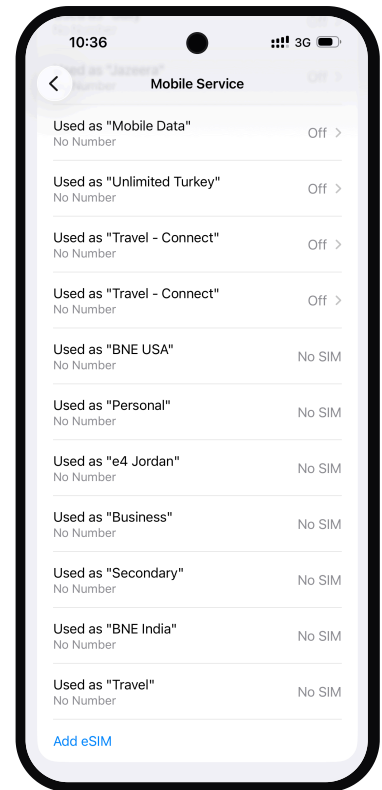 10:36
3G
Mobile Service
Used as "Jazeera"
Used as "Mobile Data"
No Number
Off
Used as "Unlimited Turkey"
No Number
Off
Used as "Travel - Connect"
No Number
Off
Used as "Travel - Connect"
No Number
Off
Used as "BNE USA"
No Number
No SIM
Used as "Personal"
No Number
No SIM
Used as "e4 Jordan"
No Number
No SIM
Used as "Business"
No Number
No SIM
Used as "Secondary"
No Number
No SIM
Used as "BNE India"
No Number
No SIM
Used as "Travel"
No Number
No SIM
Add eSIM